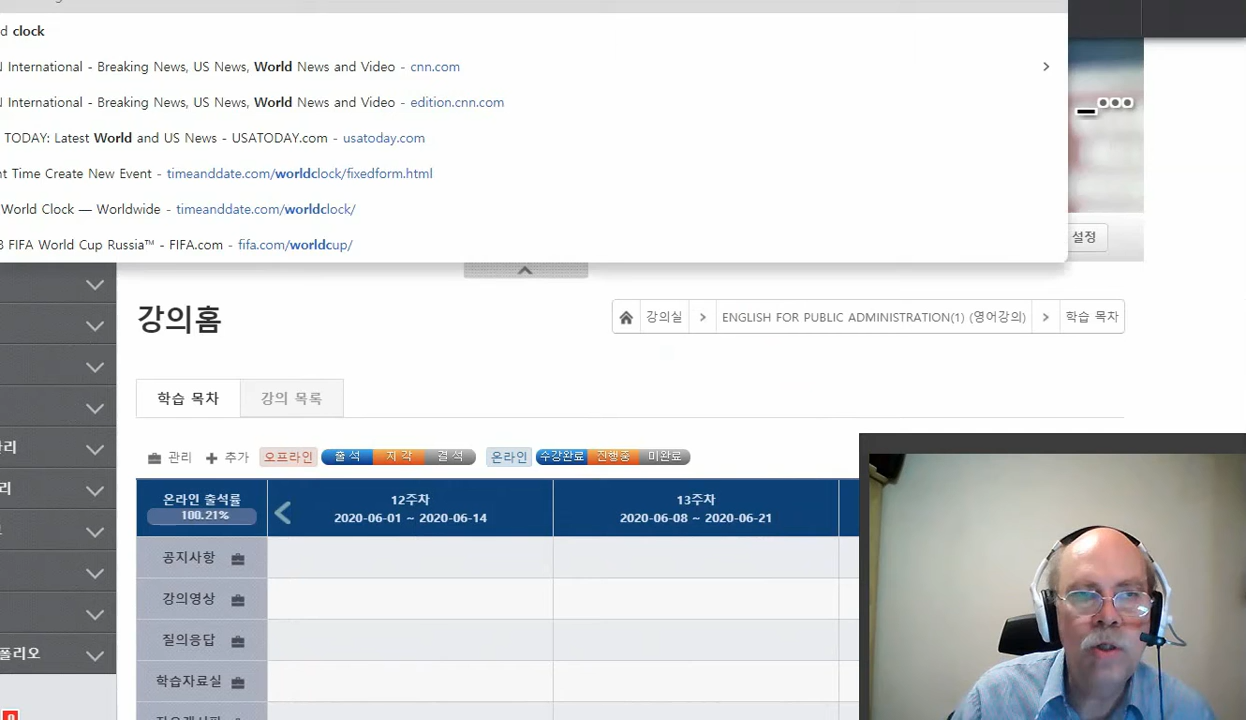 d clock
International - Breaking News, US News, World News and Video - cnn.com
International - Breaking News, US News, World News and Video - edition.cnn.com
TODAY: Latest World and US News - USATODAY.com - usatoday.com
nt Time Create New Event - timeanddate.com/worldclock/fixedform.html
World Clock — Worldwide - timeanddate.com/worldclock/
FIFA World Cup Russia™ - FIFA.com - fifa.com/worldcup/
설정
강의홈
강의실 > ENGLISH FOR PUBLIC ADMINISTRATION(1) (영어강의) > 학습 목차
학습 목차 강의 목록
관리 추가 오프라인 출석 지각 결석 온라인 수강완료 진행중 미완료
온라인 출석률 12주차 13주차
100.21% 2020-06-01 ~ 2020-06-14 2020-06-08 ~ 2020-06-21
공지사항
강의영상
질의응답
학습자료실
리
리
폴리오